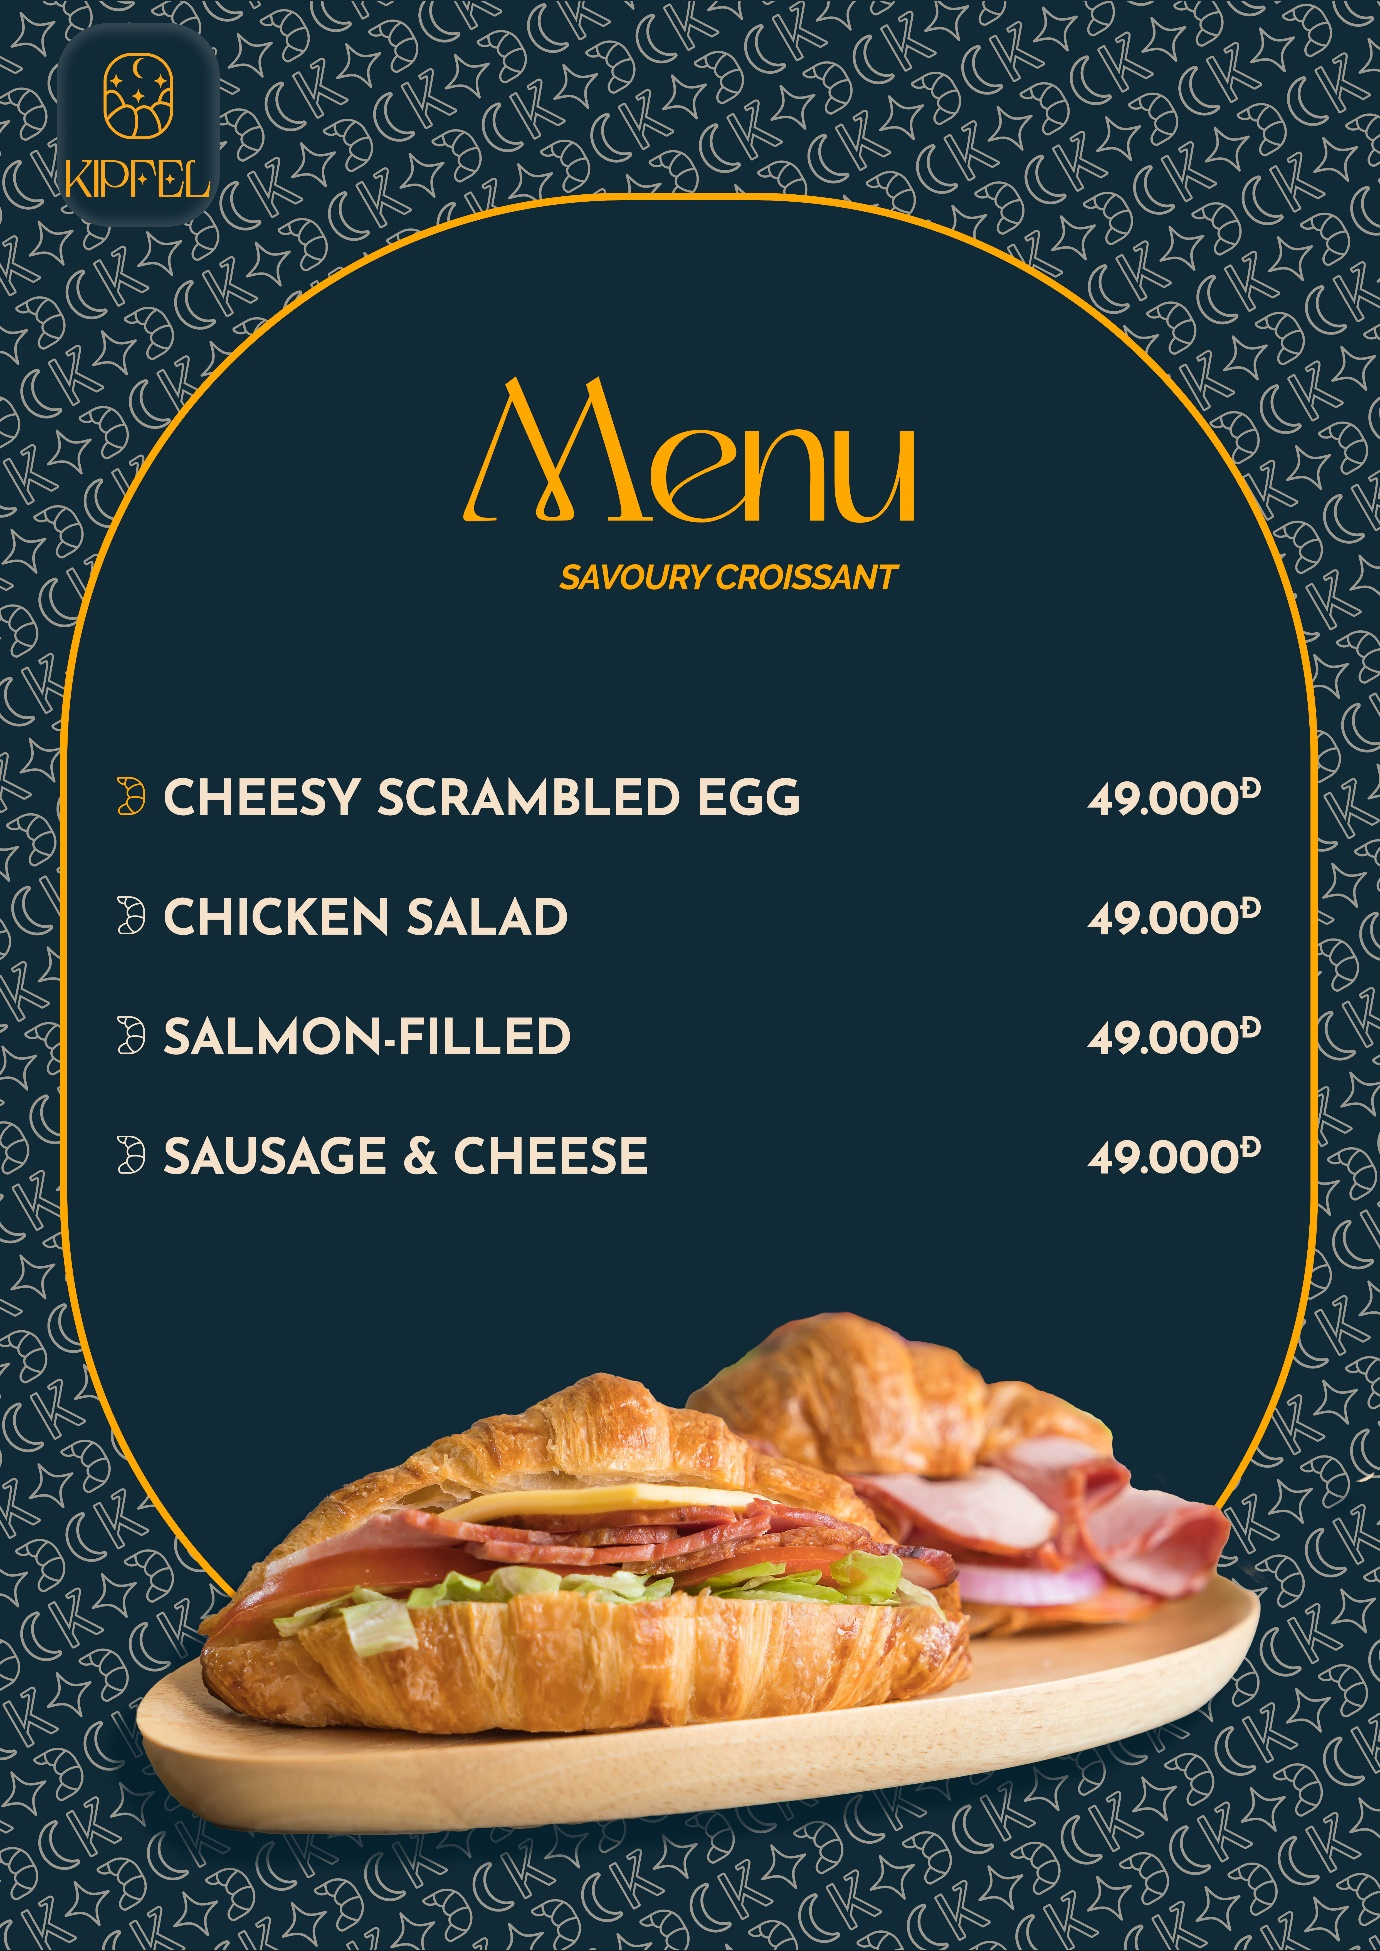 KIPFEL
Menu
SAVOURY CROISSANT
CHEESY SCRAMBLED EGG 49.000Đ
CHICKEN SALAD 49.000Đ
SALMON-FILLED 49.000Đ
SAUSAGE & CHEESE 49.000Đ